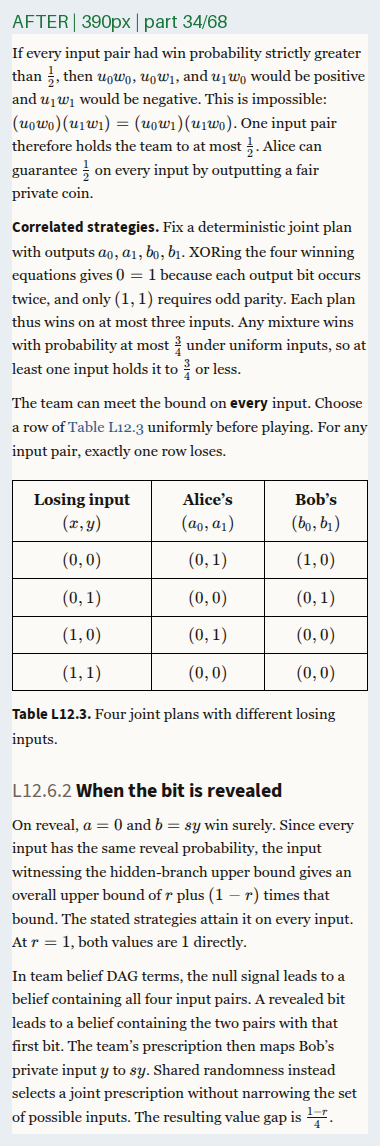 AFTER | 390px | part 34/68
If every input pair had win probability strictly greater
than 1/2, then u₀w₀, u₀w₁, and u₁w₀ would be positive
and u₁w₁ would be negative. This is impossible:
(u₀w₀)(u₁w₁) = (u₀w₁)(u₁w₀). One input pair
therefore holds the team to at most 1/2. Alice can
guarantee 1/2 on every input by outputting a fair
private coin.
Correlated strategies. Fix a deterministic joint plan
with outputs a₀, a₁, b₀, b₁. XORing the four winning
equations gives 0 = 1 because each output bit occurs
twice, and only (1, 1) requires odd parity. Each plan
thus wins on at most three inputs. Any mixture wins
with probability at most 3/4 under uniform inputs, so at
least one input holds it to 3/4 or less.
The team can meet the bound on every input. Choose
a row of Table L12.3 uniformly before playing. For any
input pair, exactly one row loses.
Losing input Alice's Bob's
(x, y) (a₀, a₁) (b₀, b₁)
(0, 0) (0, 1) (1, 0)
(0, 1) (0, 0) (0, 1)
(1, 0) (0, 1) (0, 0)
(1, 1) (0, 0) (0, 0)
Table L12.3. Four joint plans with different losing
inputs.
L12.6.2 When the bit is revealed
On reveal, a = 0 and b = sy win surely. Since every
input has the same reveal probability, the input
witnessing the hidden-branch upper bound gives an
overall upper bound of r plus (1 − r) times that
bound. The stated strategies attain it on every input.
At r = 1, both values are 1 directly.
In team belief DAG terms, the null signal leads to a
belief containing all four input pairs. A revealed bit
leads to a belief containing the two pairs with that
first bit. The team's prescription then maps Bob's
private input y to sy. Shared randomness instead
selects a joint prescription without narrowing the set
of possible inputs. The resulting value gap is (1−r)/4.